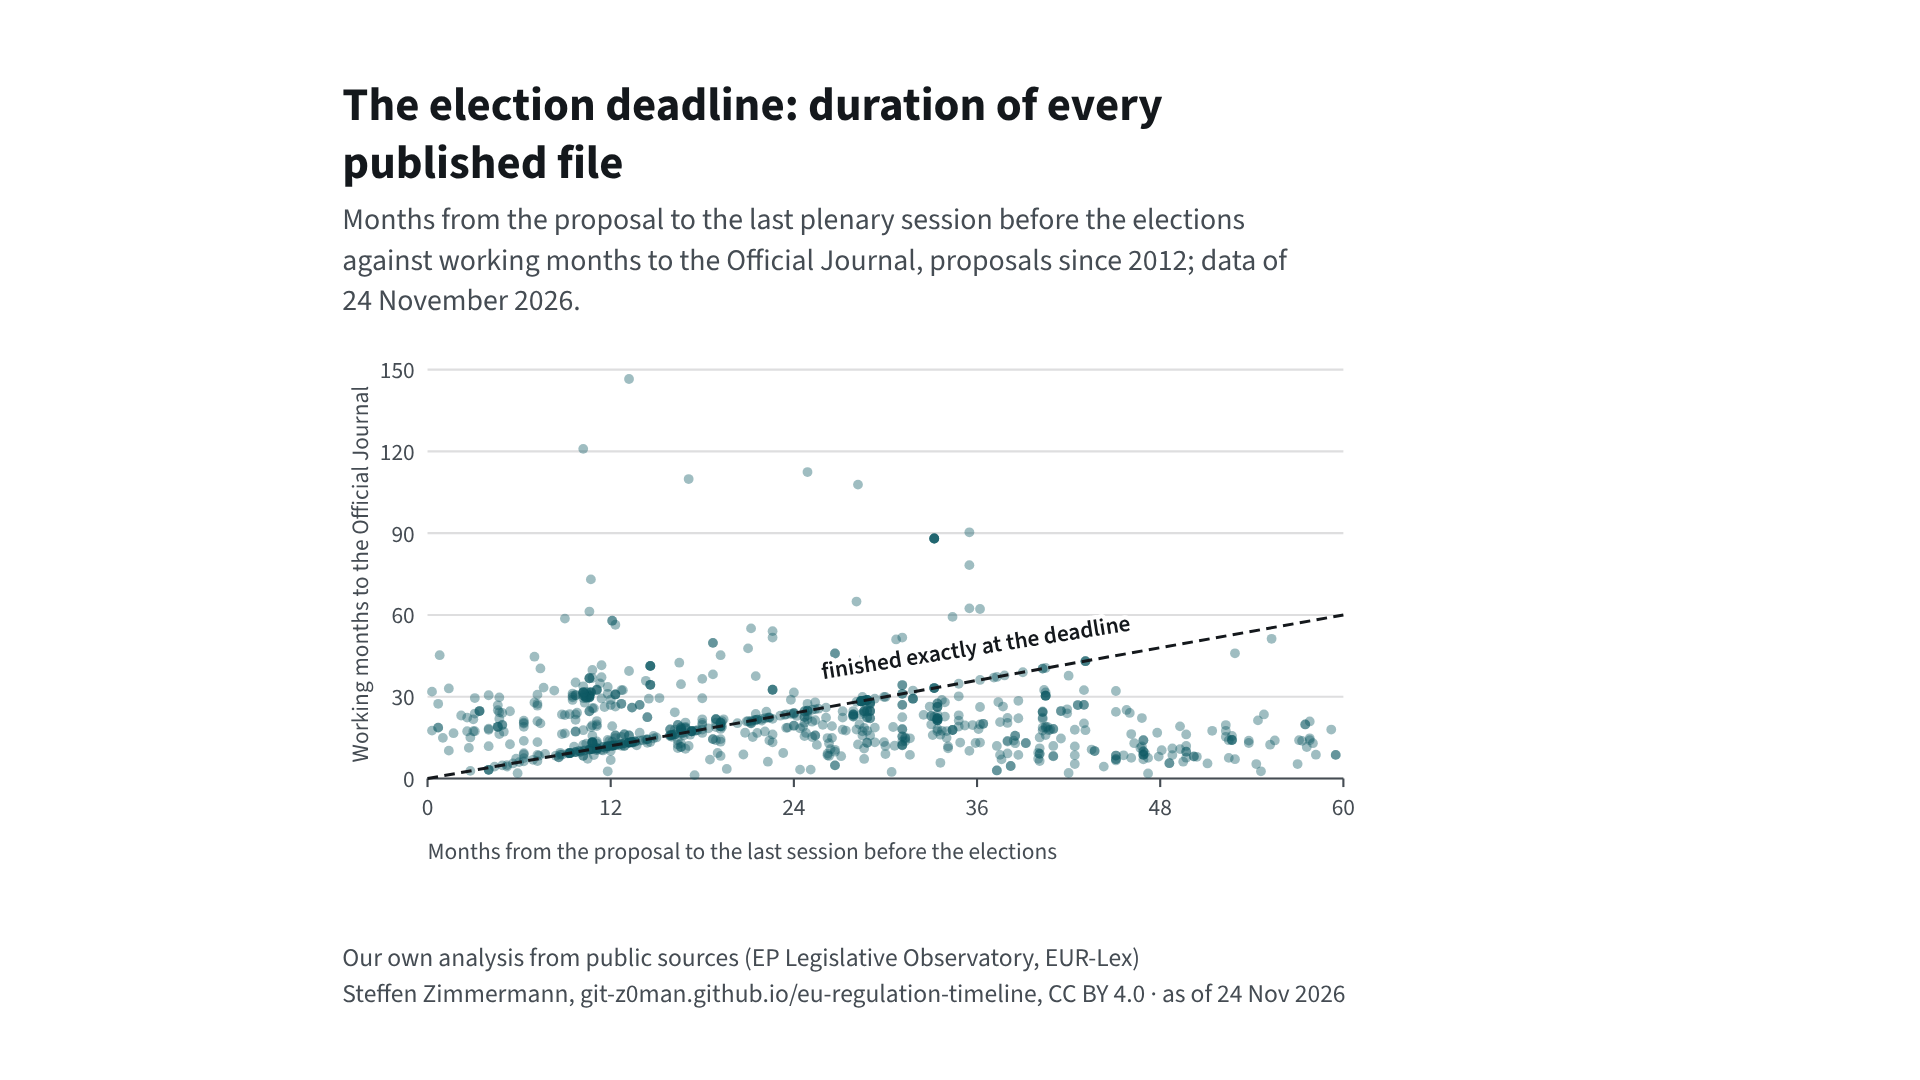 The election deadline: duration of every
published file
Months from the proposal to the last plenary session before the elections
against working months to the Official Journal, proposals since 2012; data of
24 November 2026.
Working months to the Official Journal
150
120
90
60
30
0
finished exactly at the deadline
0 12 24 36 48 60
Months from the proposal to the last session before the elections
Our own analysis from public sources (EP Legislative Observatory, EUR-Lex)
Steffen Zimmermann, git-z0man.github.io/eu-regulation-timeline, CC BY 4.0 · as of 24 Nov 2026